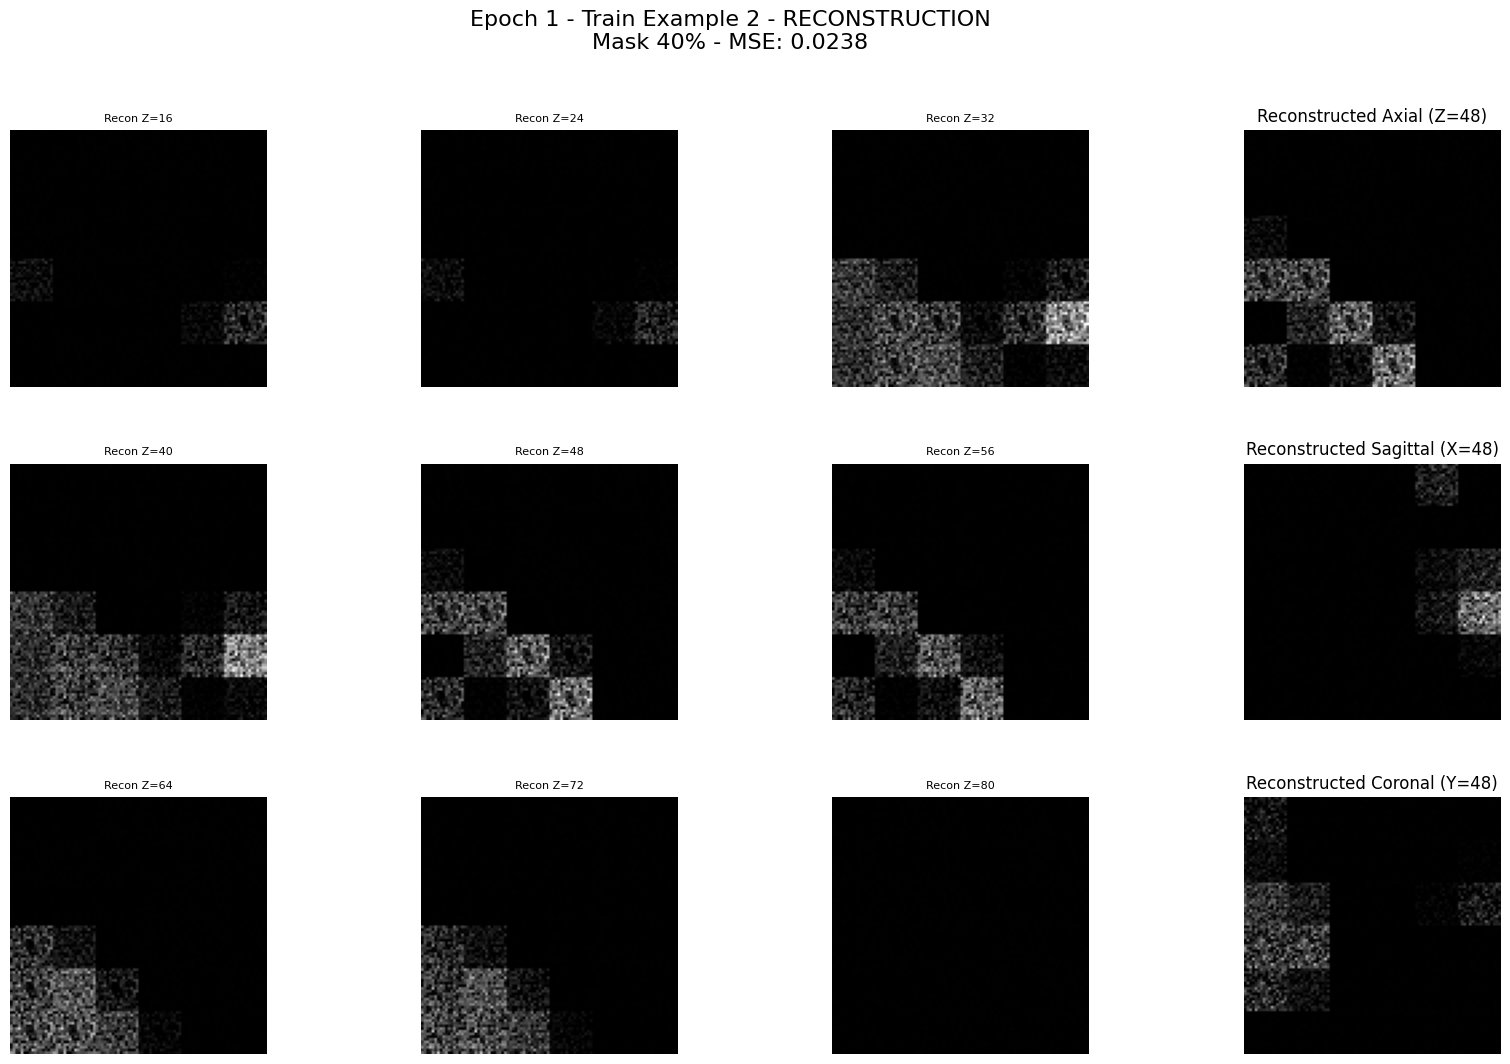 Epoch 1 - Train Example 2 - RECONSTRUCTION
Mask 40% - MSE: 0.0238
Recon Z=16
Recon Z=24
Recon Z=32
Reconstructed Axial (Z=48)
Recon Z=40
Recon Z=48
Recon Z=56
Reconstructed Sagittal (X=48)
Recon Z=64
Recon Z=72
Recon Z=80
Reconstructed Coronal (Y=48)